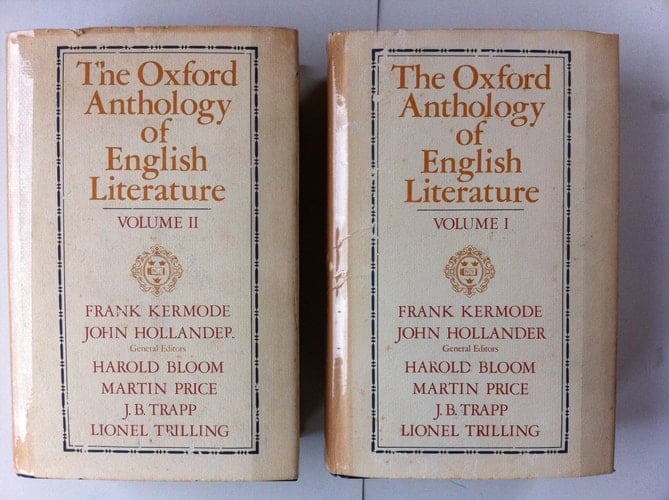 The Oxford
Anthology
of
English
Literature
VOLUME II
FRANK KERMODE
JOHN HOLLANDER
General Editors
HAROLD BLOOM
MARTIN PRICE
J. B. TRAPP
LIONEL TRILLING
The Oxford
Anthology
of
English
Literature
VOLUME I
FRANK KERMODE
JOHN HOLLANDER
General Editors
HAROLD BLOOM
MARTIN PRICE
J. B. TRAPP
LIONEL TRILLING